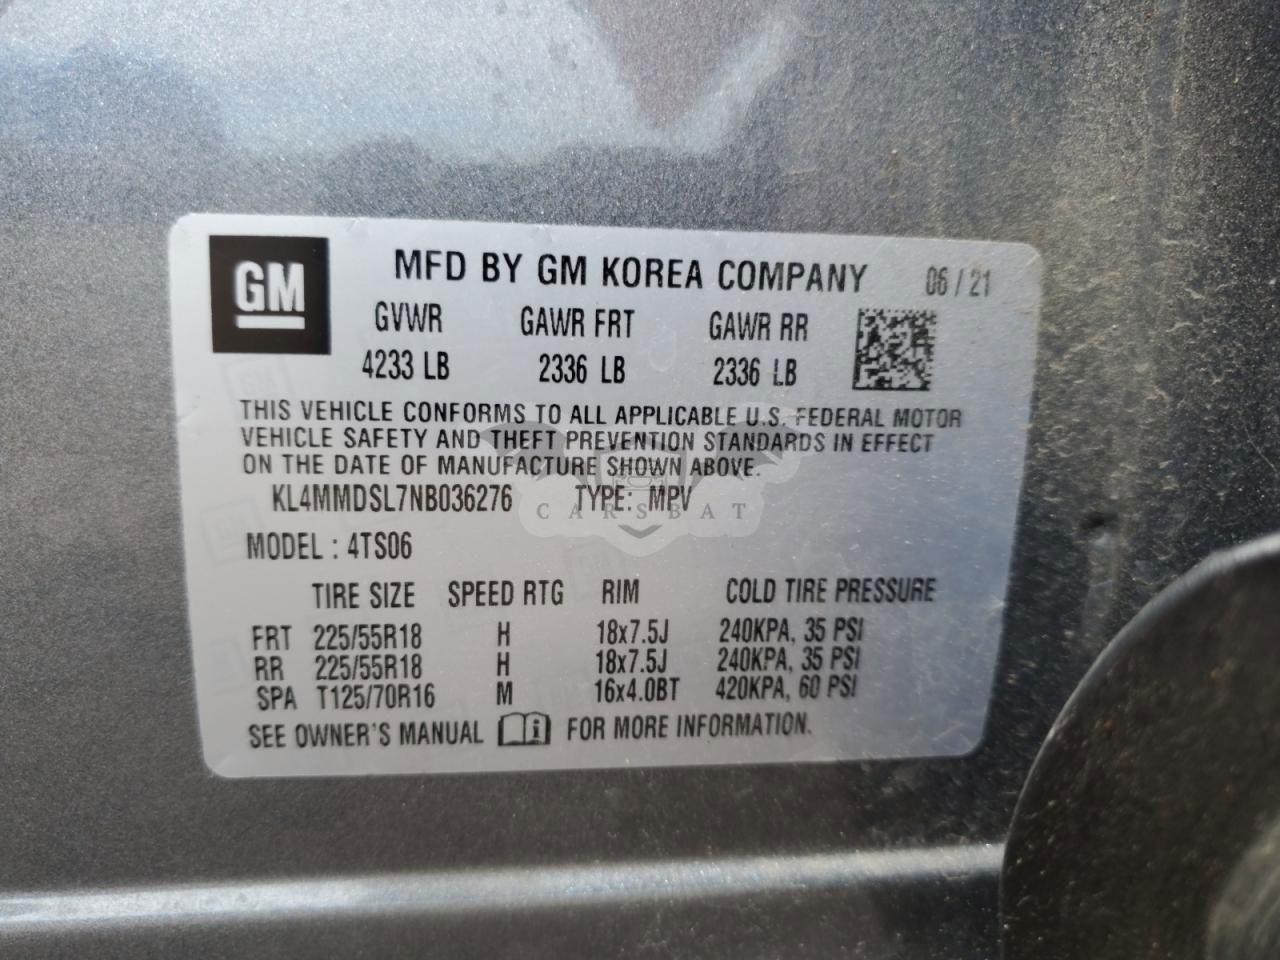 GM
MFD BY GM KOREA COMPANY 06 / 21
GVWR GAWR FRT GAWR RR
4233 LB 2336 LB 2336 LB
THIS VEHICLE CONFORMS TO ALL APPLICABLE U.S. FEDERAL MOTOR
VEHICLE SAFETY AND THEFT PREVENTION STANDARDS IN EFFECT
ON THE DATE OF MANUFACTURE SHOWN ABOVE.
KL4MMDSL7NB036276 TYPE: MPV
CARSBAT
MODEL : 4TS06
TIRE SIZE SPEED RTG RIM COLD TIRE PRESSURE
FRT 225/55R18 H 18x7.5J 240KPA, 35 PSI
RR 225/55R18 H 18x7.5J 240KPA, 35 PSI
SPA T125/70R16 M 16x4.0BT 420KPA, 60 PSI
SEE OWNER'S MANUAL i FOR MORE INFORMATION.